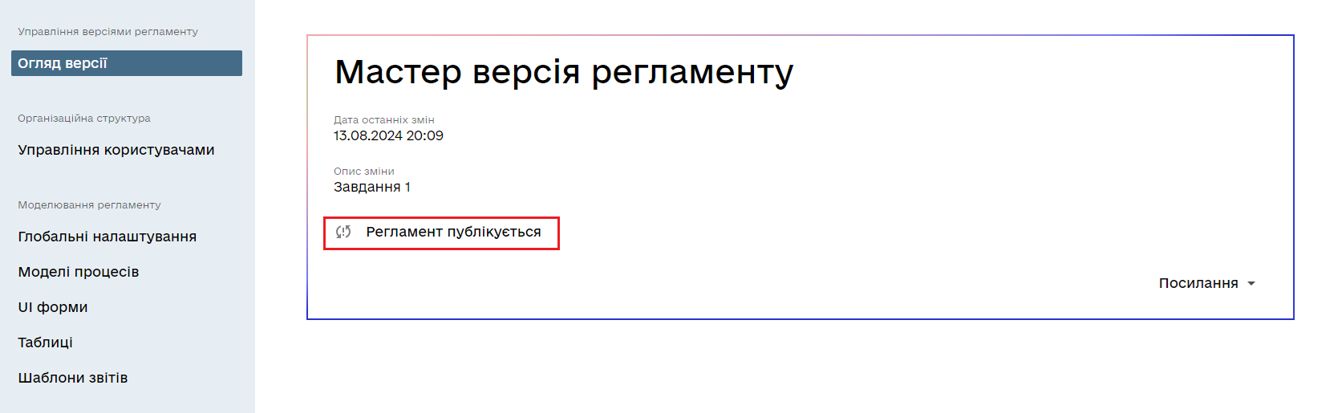 Управління версіями регламенту
Огляд версії
Організаційна структура
Управління користувачами
Моделювання регламенту
Глобальні налаштування
Моделі процесів
UI форми
Таблиці
Шаблони звітів
Мастер версія регламенту
Дата останніх змін
13.08.2024 20:09
Опис зміни
Завдання 1
Регламент публікується
Посилання